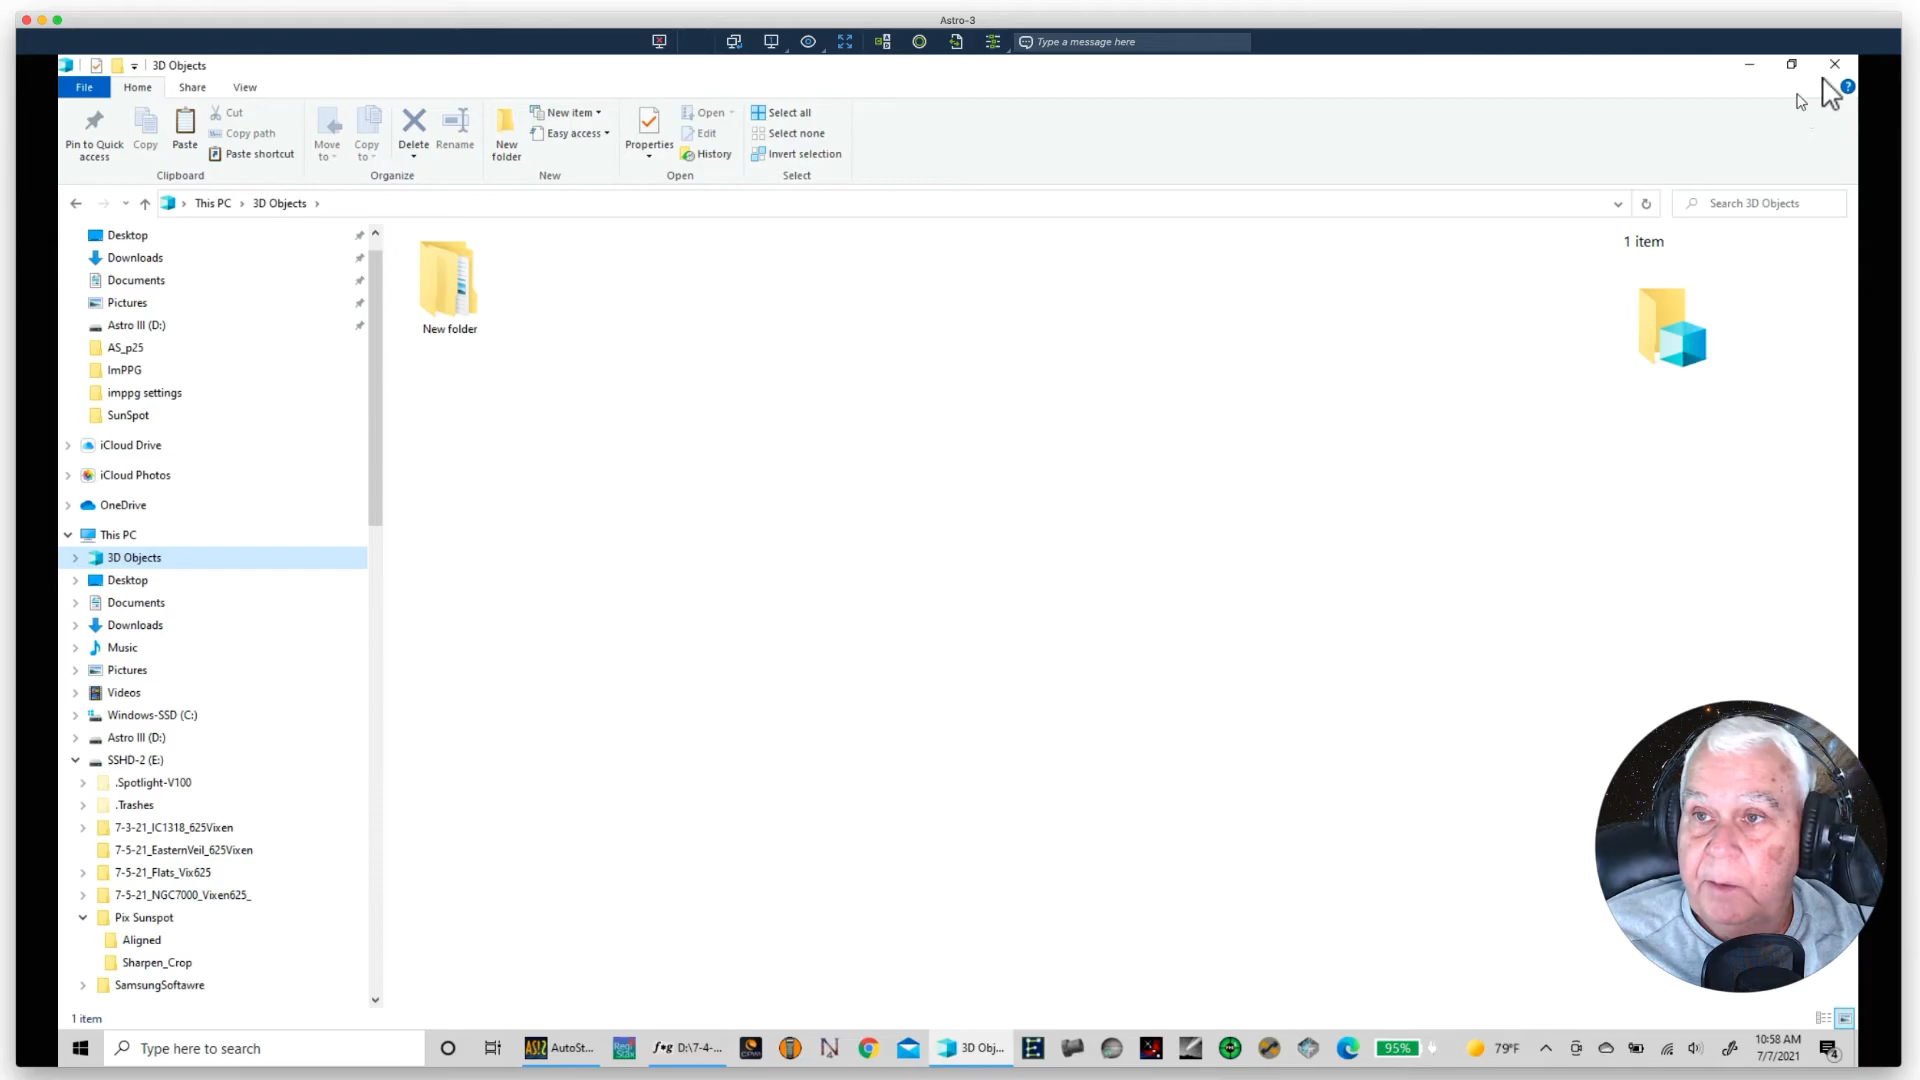 Astro-3
Type a message here
3D Objects
File Home Share View
Pin to Quick access
Copy
Paste
Cut
Copy path
Paste shortcut
Clipboard
Move to
Copy to
Delete
Rename
Organize
New folder
New item
Easy access
New
Properties
Open
Edit
History
Open
Select all
Select none
Invert selection
Select
This PC > 3D Objects >
Search 3D Objects
Desktop
Downloads
Documents
Pictures
Astro III (D:)
AS_p25
ImPPG
imppg settings
SunSpot
iCloud Drive
iCloud Photos
OneDrive
This PC
3D Objects
Desktop
Documents
Downloads
Music
Pictures
Videos
Windows-SSD (C:)
Astro III (D:)
SSHD-2 (E:)
.Spotlight-V100
.Trashes
7-3-21_IC1318_625Vixen
7-5-21_EasternVeil_625Vixen
7-5-21_Flats_Vix625
7-5-21_NGC7000_Vixen625_
Pix Sunspot
Aligned
Sharpen_Crop
SamsungSoftawre
New folder
1 item
1 item
Type here to search
AS!2 AutoSt...
D:\7-4-...
3D Obj...
95%
79°F
10:58 AM
7/7/2021
4